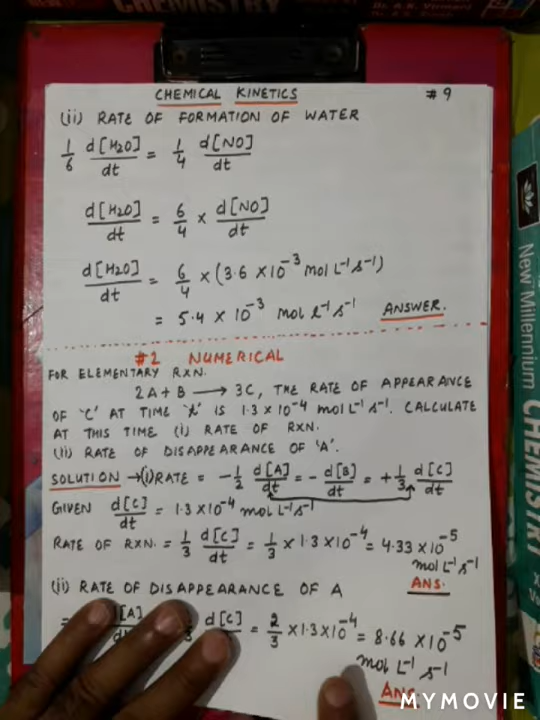 Dr. A.K. Virmani
CHEMICAL KINETICS #9
(ii) RATE OF FORMATION OF WATER
1/6 d[H2O]/dt = 1/4 d[NO]/dt
d[H2O]/dt = 6/4 × d[NO]/dt
d[H2O]/dt = 6/4 × (3.6 × 10⁻³ mol L⁻¹ s⁻¹)
= 5.4 × 10⁻³ mol l⁻¹ s⁻¹ ANSWER.
#2 NUMERICAL
FOR ELEMENTARY RXN.
2A + B ⟶ 3C, THE RATE OF APPEARANCE
OF 'C' AT TIME 't' IS 1.3 × 10⁻⁴ mol L⁻¹ s⁻¹. CALCULATE
AT THIS TIME (i) RATE OF RXN.
(ii) RATE OF DISAPPEARANCE OF 'A'.
SOLUTION → (i) RATE = -1/2 d[A]/dt = - d[B]/dt = + 1/3 d[C]/dt
GIVEN d[C]/dt = 1.3 × 10⁻⁴ mol L⁻¹ s⁻¹
RATE OF RXN. = 1/3 d[C]/dt = 1/3 × 1.3 × 10⁻⁴ = 4.33 × 10⁻⁵
mol L⁻¹ s⁻¹
ANS.
(ii) RATE OF DISAPPEARANCE OF A
d[C]/dt = 2/3 × 1.3 × 10⁻⁴ = 8.66 × 10⁻⁵
mol L⁻¹ s⁻¹
ANS
New Millennium
MYMOVIE